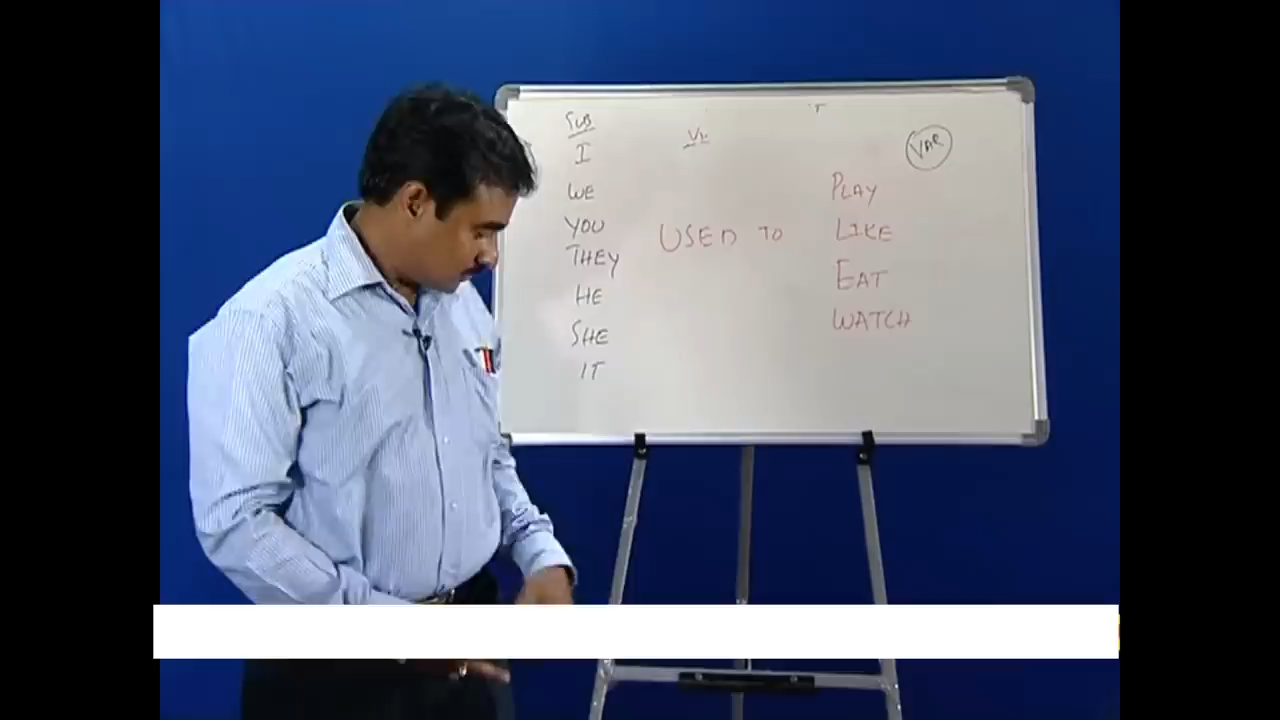 SUB
I
WE
YOU
THEY
HE
SHE
IT
USED TO
VAR
PLAY
LIKE
EAT
WATCH